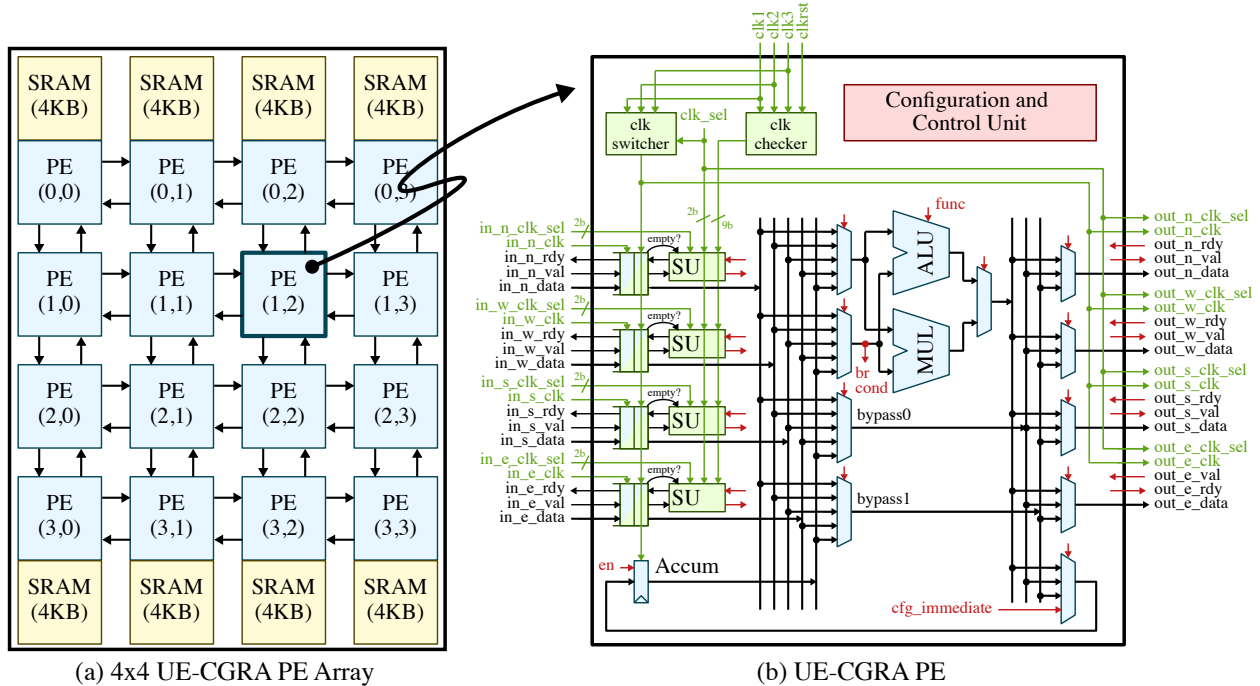 SRAM
(4KB)
SRAM
(4KB)
SRAM
(4KB)
SRAM
(4KB)
PE
(0,0)
PE
(0,1)
PE
(0,2)
PE
(0,3)
PE
(1,0)
PE
(1,1)
PE
(1,2)
PE
(1,3)
PE
(2,0)
PE
(2,1)
PE
(2,2)
PE
(2,3)
PE
(3,0)
PE
(3,1)
PE
(3,2)
PE
(3,3)
SRAM
(4KB)
SRAM
(4KB)
SRAM
(4KB)
SRAM
(4KB)
(a) 4x4 UE-CGRA PE Array
clk1
clk2
clk3
clkrst
clk
switcher
clk_sel
clk
checker
Configuration and
Control Unit
2b
9b
in_n_clk_sel
2b
in_n_clk
in_n_rdy
in_n_val
in_n_data
empty?
SU
in_w_clk_sel
2b
in_w_clk
in_w_rdy
in_w_val
in_w_data
empty?
SU
in_s_clk_sel
2b
in_s_clk
in_s_rdy
in_s_val
in_s_data
empty?
SU
in_e_clk_sel
2b
in_e_clk
in_e_rdy
in_e_val
in_e_data
empty?
SU
en
Accum
func
ALU
MUL
br
cond
bypass0
bypass1
cfg_immediate
out_n_clk_sel
out_n_clk
out_n_rdy
out_n_val
out_n_data
out_w_clk_sel
out_w_clk
out_w_rdy
out_w_val
out_w_data
out_s_clk_sel
out_s_clk
out_s_rdy
out_s_val
out_s_data
out_e_clk_sel
out_e_clk
out_e_val
out_e_rdy
out_e_data
(b) UE-CGRA PE